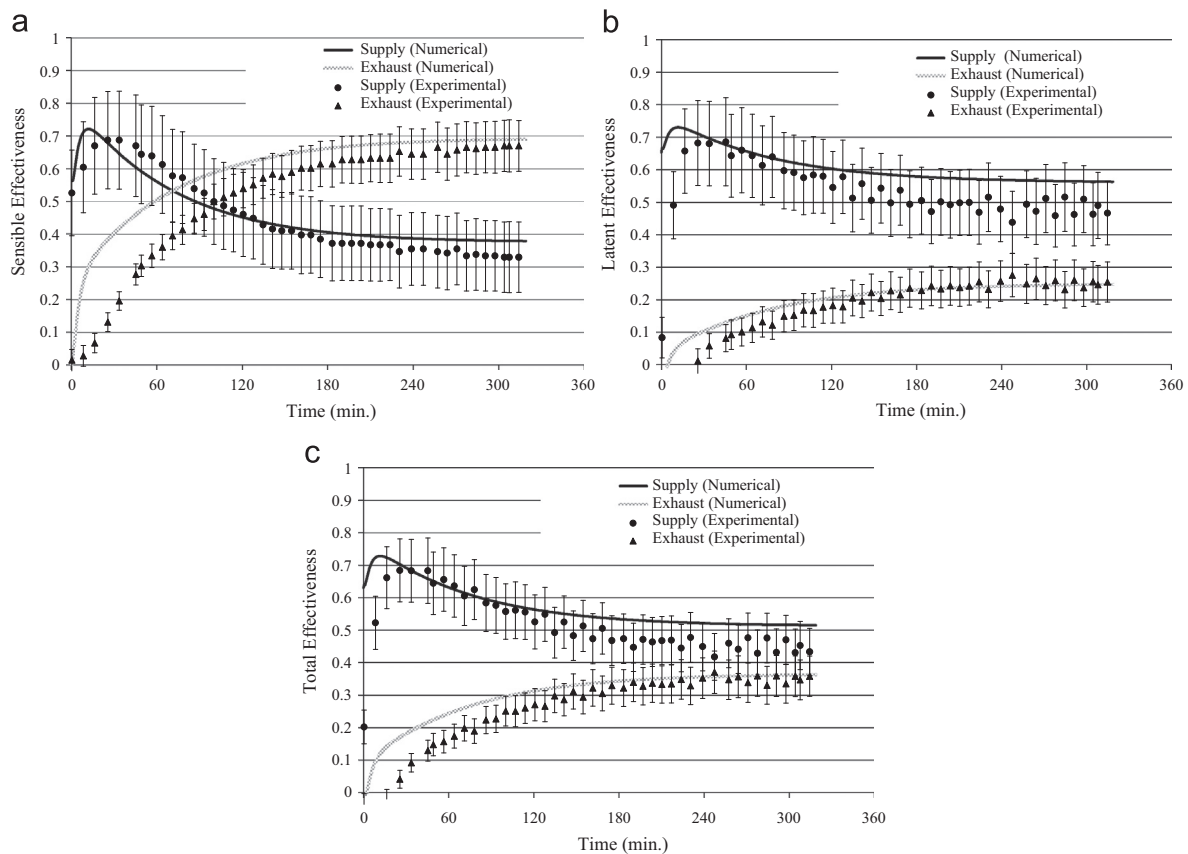 a
Sensible Effectiveness
1
0.9
0.8
0.7
0.6
0.5
0.4
0.3
0.2
0.1
0
Supply (Numerical)
Exhaust (Numerical)
Supply (Experimental)
Exhaust (Experimental)
0 60 120 180 240 300 360
Time (min.)
b
Latent Effectiveness
1
0.9
0.8
0.7
0.6
0.5
0.4
0.3
0.2
0.1
0
Supply (Numerical)
Exhaust (Numerical)
Supply (Experimental)
Exhaust (Experimental)
0 60 120 180 240 300 360
Time (min.)
c
Total Effectiveness
1
0.9
0.8
0.7
0.6
0.5
0.4
0.3
0.2
0.1
0
Supply (Numerical)
Exhaust (Numerical)
Supply (Experimental)
Exhaust (Experimental)
0 60 120 180 240 300 360
Time (min.)